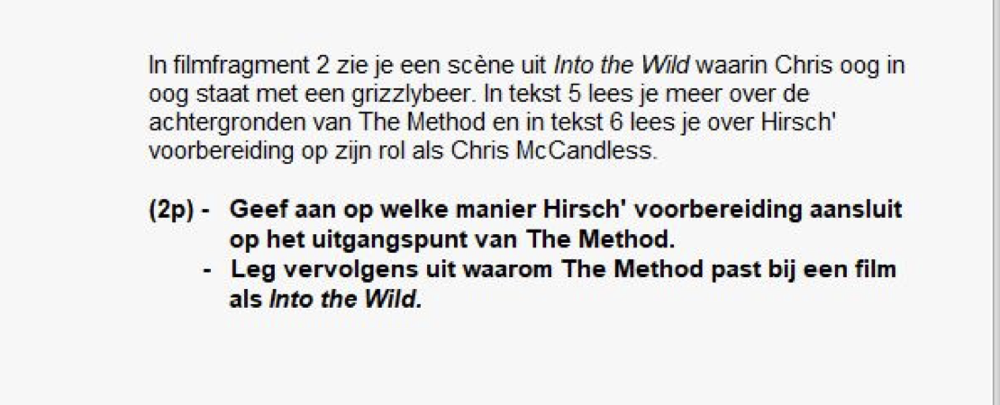 In filmfragment 2 zie je een scène uit Into the Wild waarin Chris oog in
oog staat met een grizzlybeer. In tekst 5 lees je meer over de
achtergronden van The Method en in tekst 6 lees je over Hirsch'
voorbereiding op zijn rol als Chris McCandless.
(2p) - Geef aan op welke manier Hirsch' voorbereiding aansluit
op het uitgangspunt van The Method.
- Leg vervolgens uit waarom The Method past bij een film
als Into the Wild.